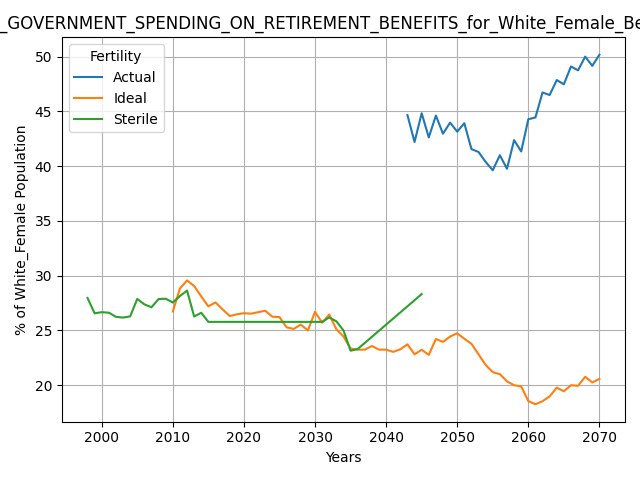 _GOVERNMENT_SPENDING_ON_RETIREMENT_BENEFITS_for_White_Female_Be
Fertility
Actual
Ideal
Sterile
% of White_Female Population
50
45
40
35
30
25
20
2000 2010 2020 2030 2040 2050 2060 2070
Years